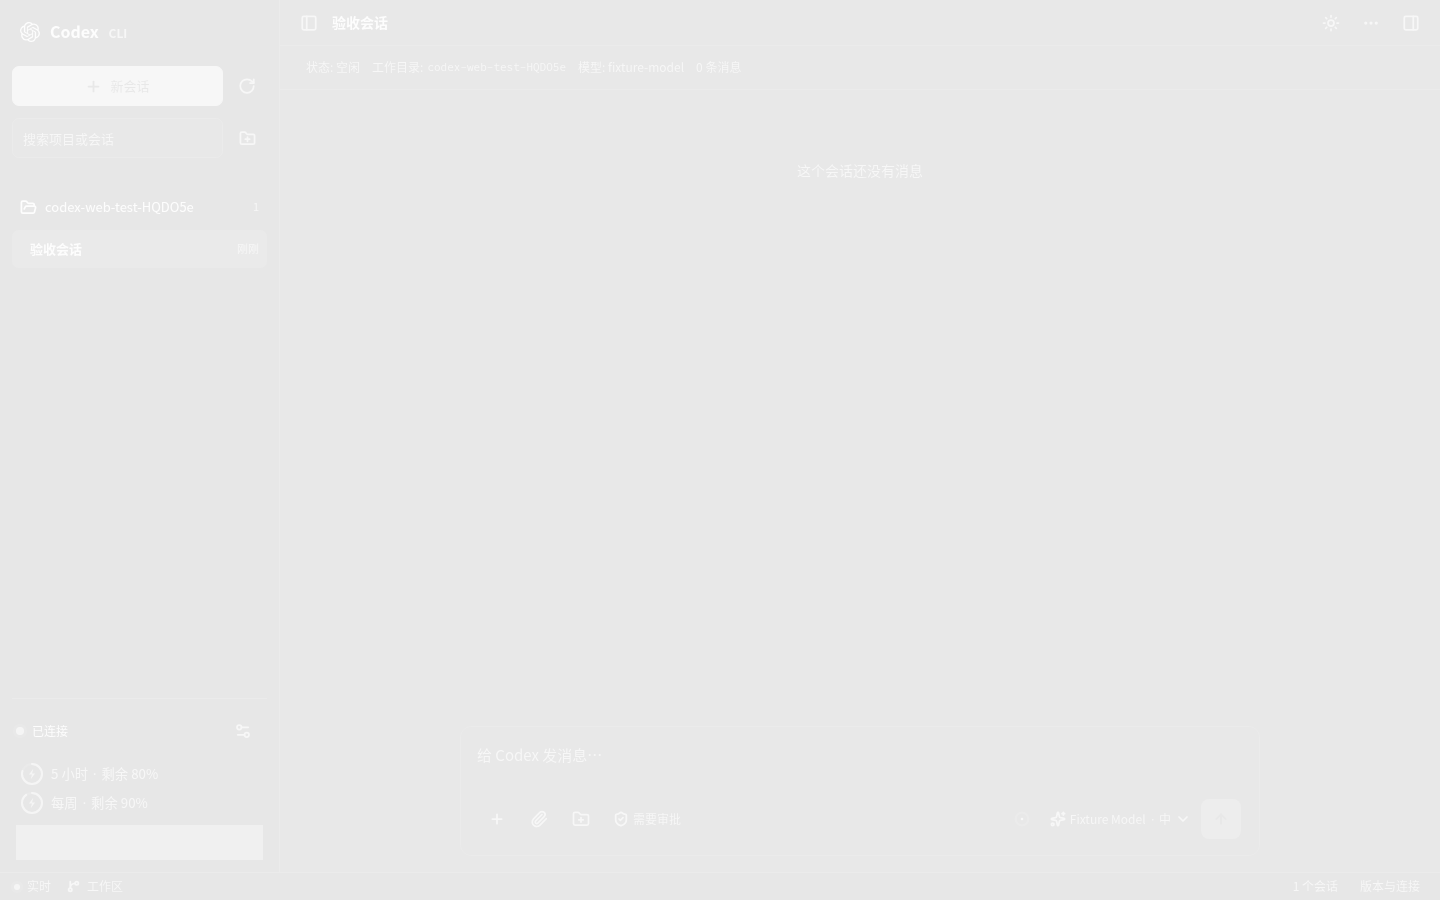 Codex CLI
新会话
搜索项目或会话
codex-web-test-HQDO5e 1
验收会话
已连接
5 小时 · 剩余 80%
每周 · 剩余 90%
实时 工作区
验收会话
状态: 空闲 工作目录: codex-web-test-HQDO5e 模型: fixture-model 0 条消息
这个会话还没有消息
给 Codex 发消息…
需要审批
Fixture Model · 中
1 个会话 版本与连接